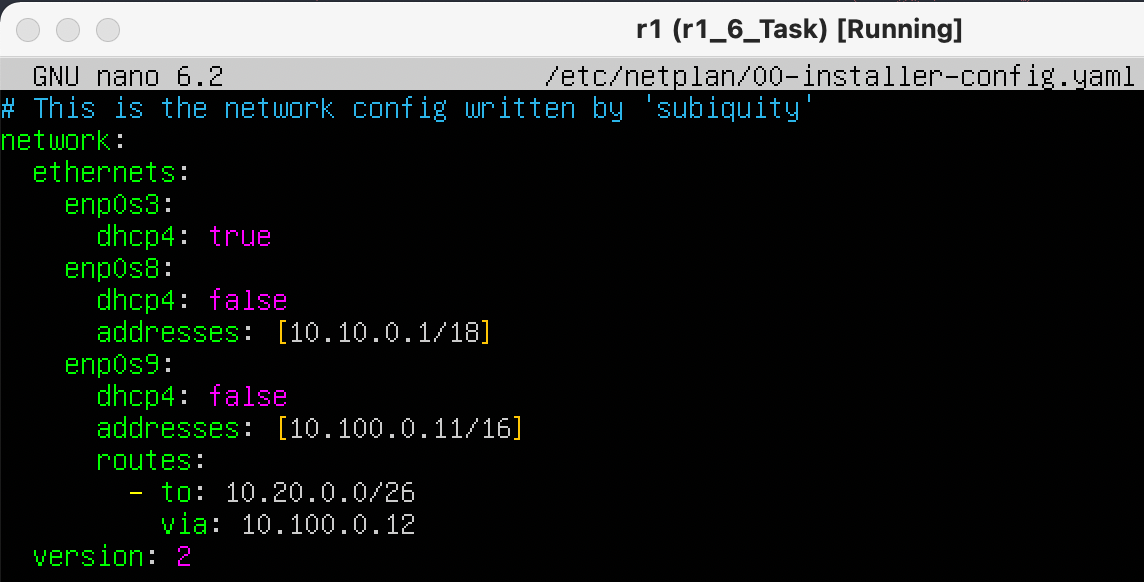 r1 (r1_6_Task) [Running]
GNU nano 6.2 /etc/netplan/00-installer-config.yaml
# This is the network config written by 'subiquity'
network:
  ethernets:
    enp0s3:
      dhcp4: true
    enp0s8:
      dhcp4: false
      addresses: [10.10.0.1/18]
    enp0s9:
      dhcp4: false
      addresses: [10.100.0.11/16]
      routes:
        - to: 10.20.0.0/26
          via: 10.100.0.12
  version: 2